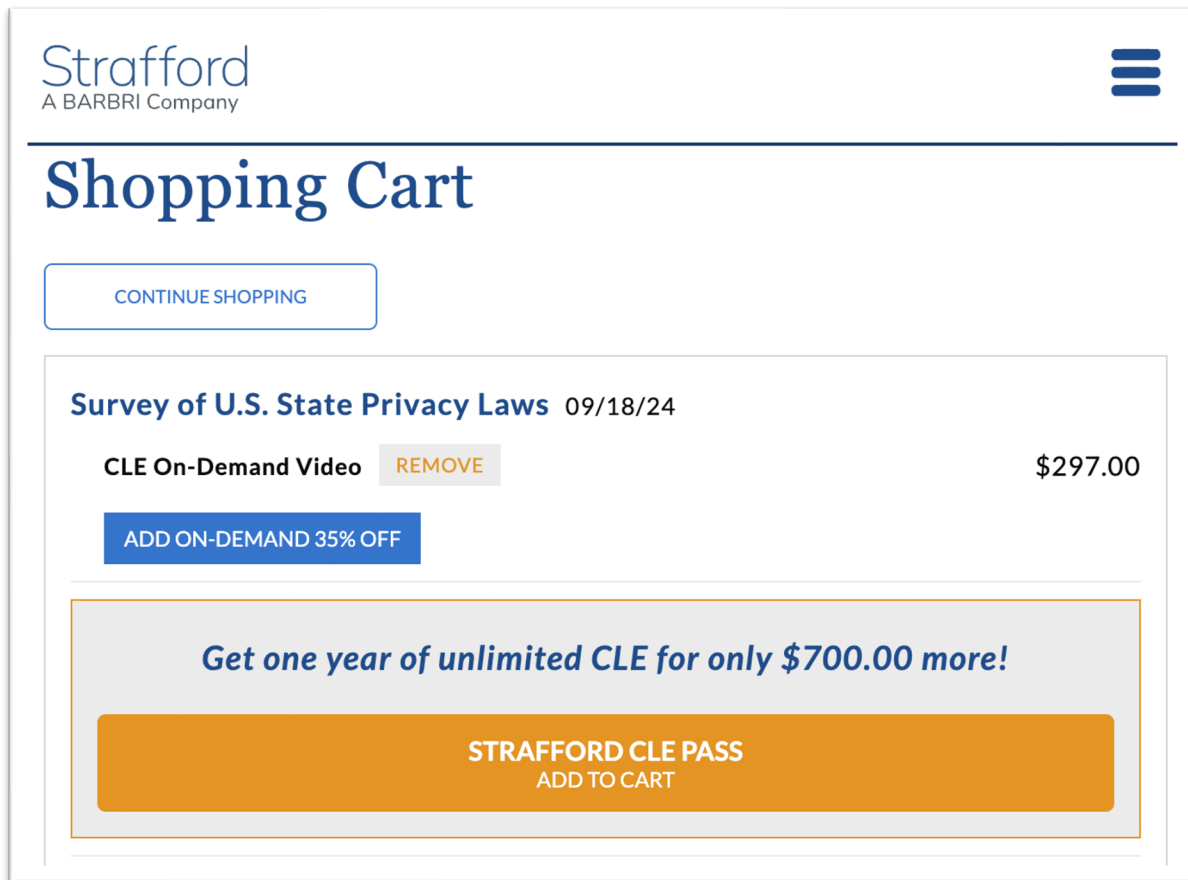 Strafford
A BARBRI Company
Shopping Cart
CONTINUE SHOPPING
Survey of U.S. State Privacy Laws 09/18/24
CLE On-Demand Video REMOVE $297.00
ADD ON-DEMAND 35% OFF
Get one year of unlimited CLE for only $700.00 more!
STRAFFORD CLE PASS
ADD TO CART